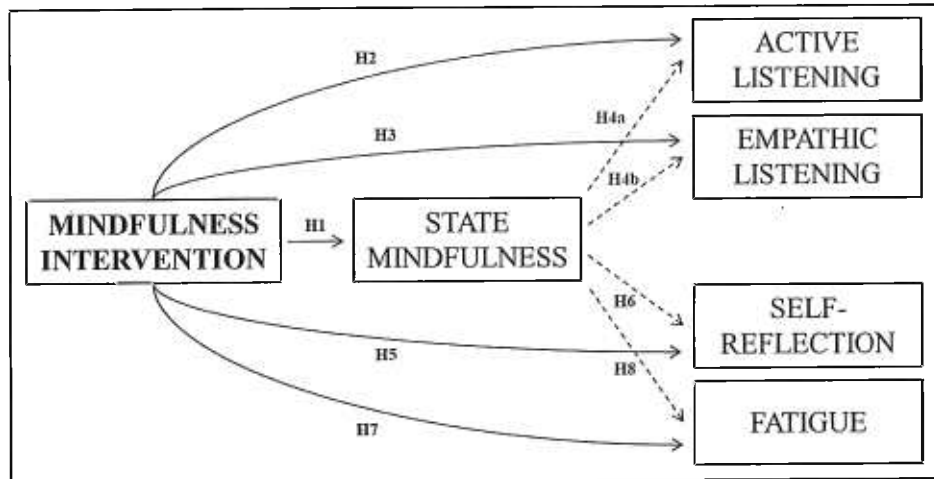 ACTIVE
LISTENING
H2
H4a
H3
EMPATHIC
LISTENING
H4b
MINDFULNESS
INTERVENTION
H1
STATE
MINDFULNESS
H6
SELF-
REFLECTION
H5
H8
FATIGUE
H7